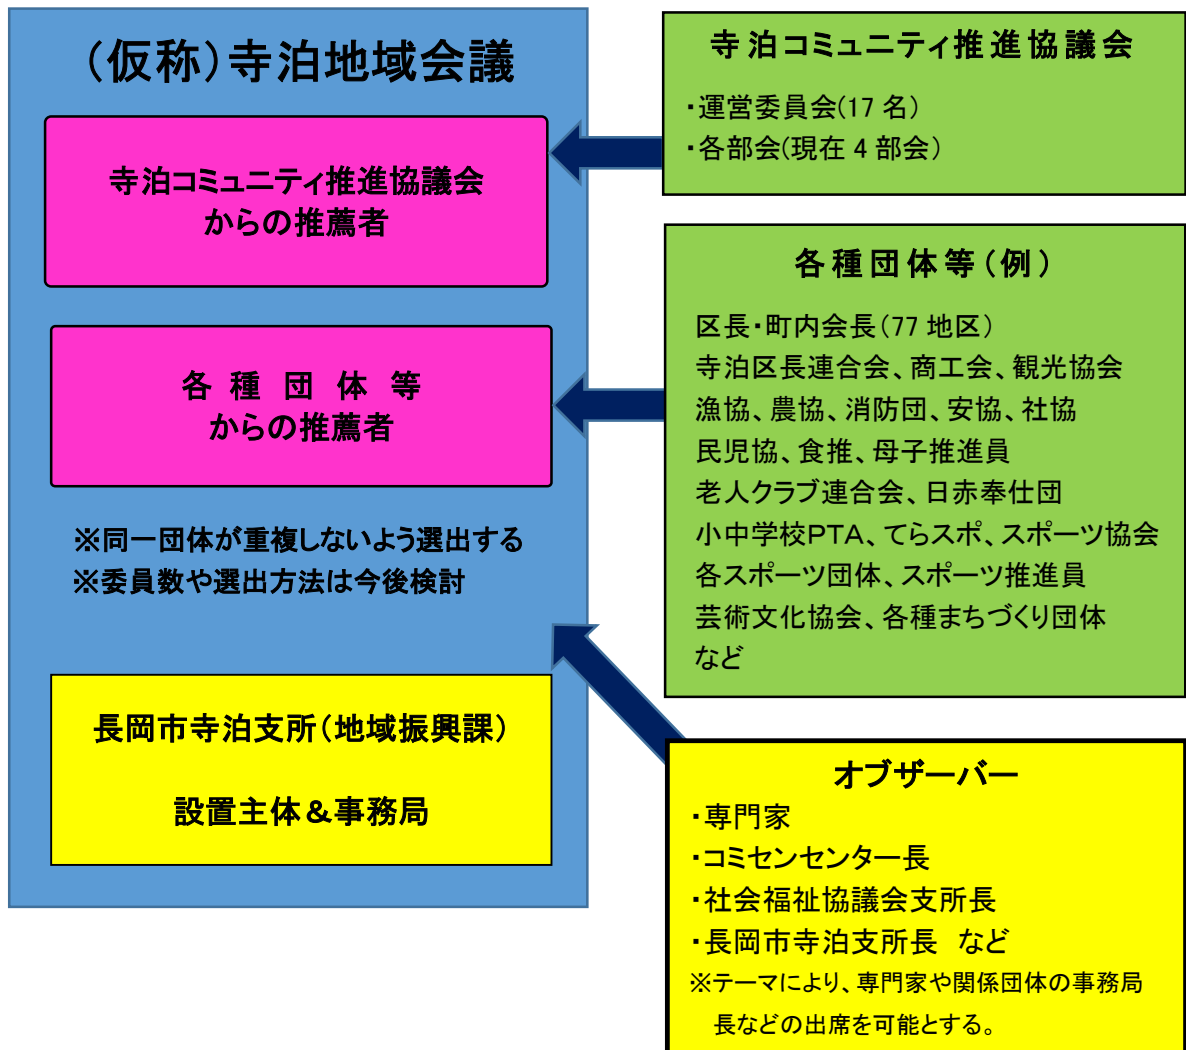 （仮称）寺泊地域会議
寺泊コミュニティ推進協議会
からの推薦者
各種団体等
からの推薦者
※同一団体が重複しないよう選出する
※委員数や選出方法は今後検討
長岡市寺泊支所（地域振興課）
設置主体＆事務局
寺泊コミュニティ推進協議会
・運営委員会(17 名）
・各部会(現在 4 部会）
各種団体等（例）
区長・町内会長（77 地区）
寺泊区長連合会、商工会、観光協会
漁協、農協、消防団、安協、社協
民児協、食推、母子推進員
老人クラブ連合会、日赤奉仕団
小中学校ＰＴＡ、てらスポ、スポーツ協会
各スポーツ団体、スポーツ推進員
芸術文化協会、各種まちづくり団体
など
オブザーバー
・専門家
・コミセンセンター長
・社会福祉協議会支所長
・長岡市寺泊支所長　など
※テーマにより、専門家や関係団体の事務局
長などの出席を可能とする。